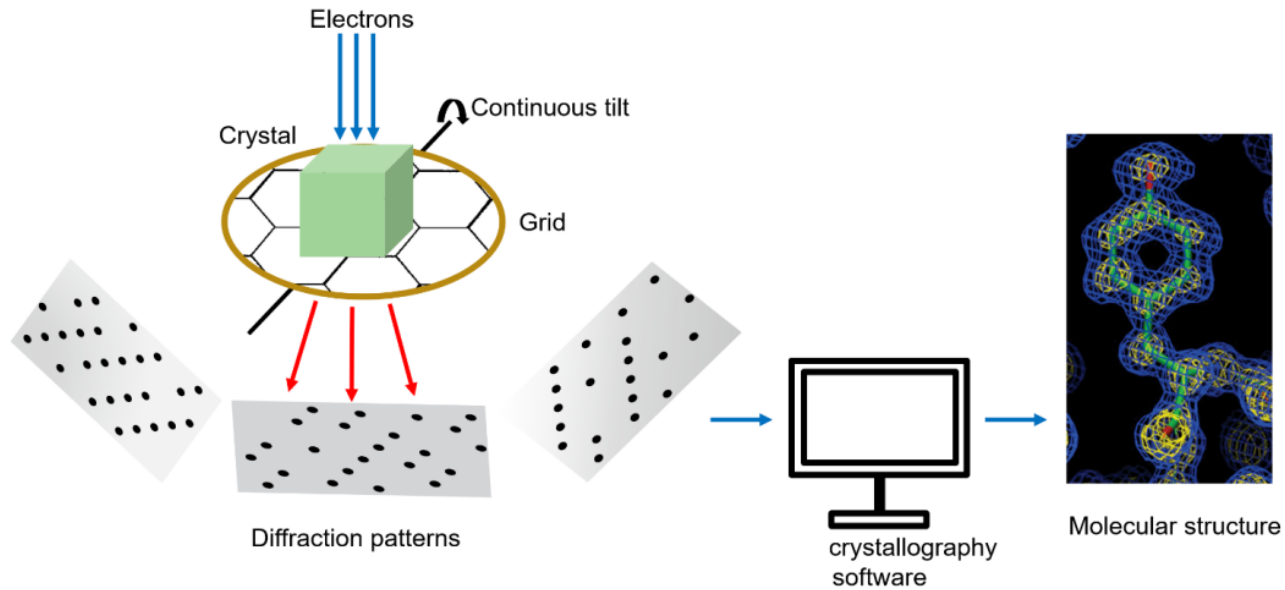 Electrons
Continuous tilt
Crystal
Grid
Diffraction patterns
crystallography
software
Molecular structure